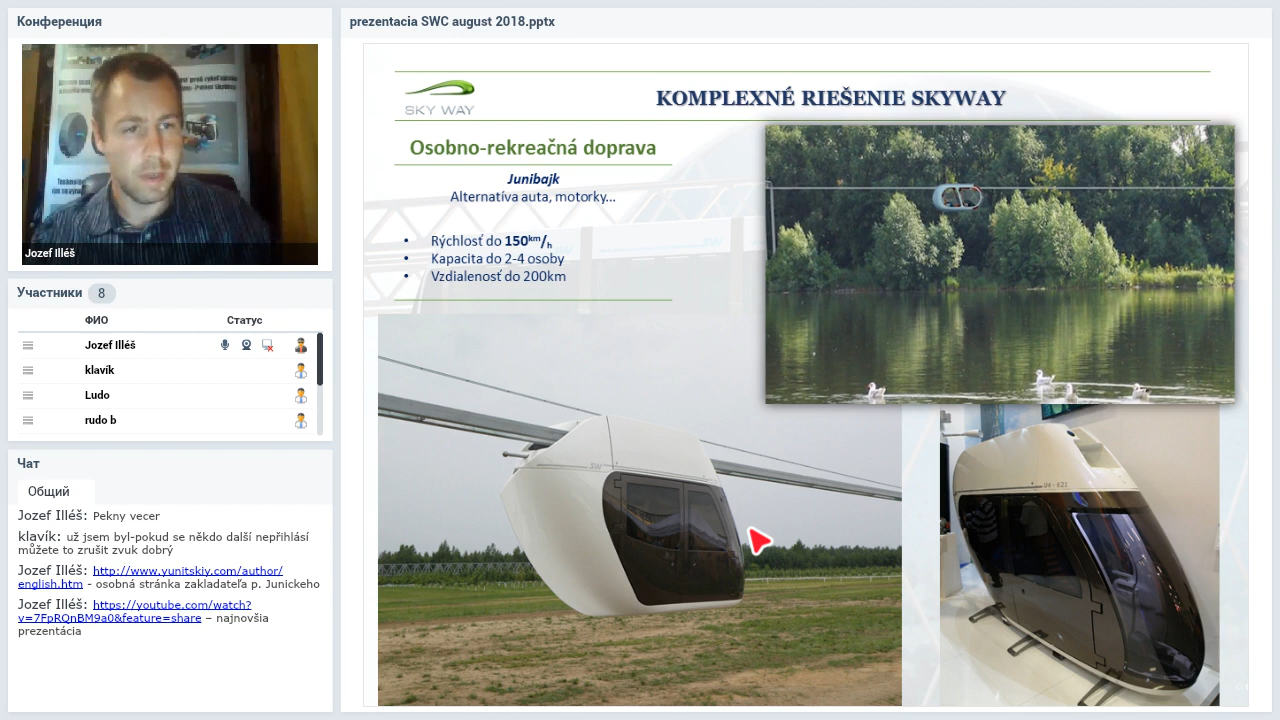 Конференция
Jozef Illéš
Участники 8
ФИО Статус
Jozef Illéš
klavík
Ludo
rudo b
Чат
Общий
Jozef Illéš: Pekny vecer
klavík: už jsem byl-pokud se někdo další nepřihlásí
můžete to zrušit zvuk dobrý
Jozef Illéš: http://www.yunitskiy.com/author/
english.htm - osobná stránka zakladateľa p. Junickeho
Jozef Illéš: https://youtube.com/watch?
v=7FpRQnBM9a0&feature=share – najnovšia
prezentácia
prezentacia SWC august 2018.pptx
SKY WAY
KOMPLEXNÉ RIEŠENIE SKYWAY
Osobno-rekreačná doprava
Junibajk
Alternatíva auta, motorky...
• Rýchlosť do 150km/h
• Kapacita do 2-4 osoby
• Vzdialenosť do 200km
SW
U4-621